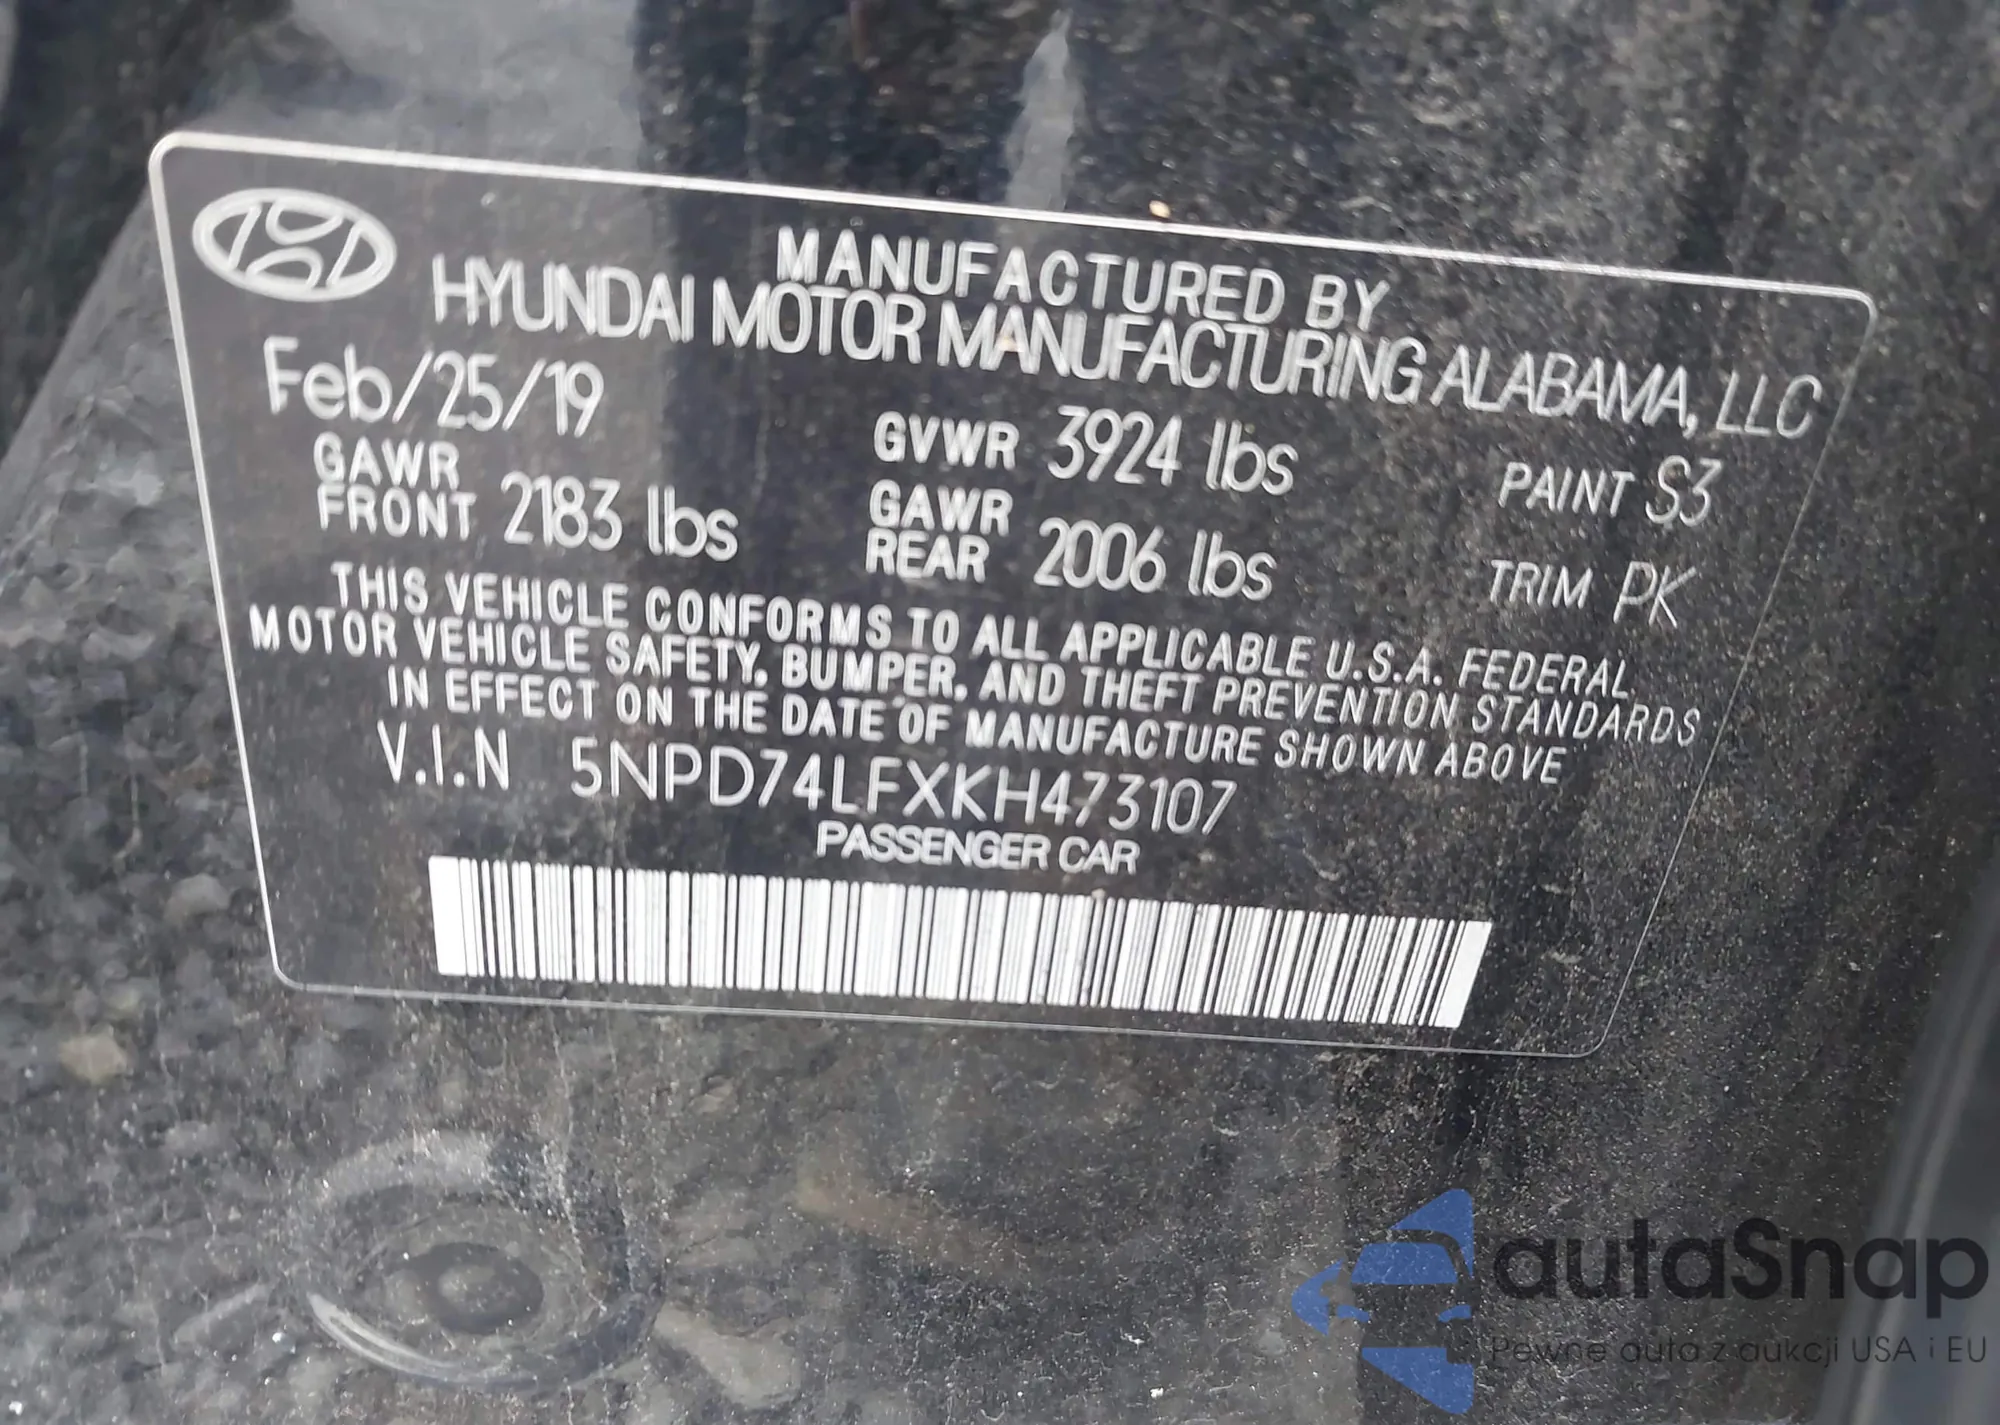 MANUFACTURED BY
HYUNDAI MOTOR MANUFACTURING ALABAMA, LLC
Feb/25/19
GVWR 3924 lbs
PAINT S3
GAWR
FRONT 2183 lbs
GAWR
REAR 2006 lbs
TRIM PK
THIS VEHICLE CONFORMS TO ALL APPLICABLE U.S.A. FEDERAL
MOTOR VEHICLE SAFETY, BUMPER, AND THEFT PREVENTION STANDARDS
IN EFFECT ON THE DATE OF MANUFACTURE SHOWN ABOVE
V.I.N 5NPD74LFXKH473107
PASSENGER CAR
autaSnap
Pewne auta z aukcji USA i EU